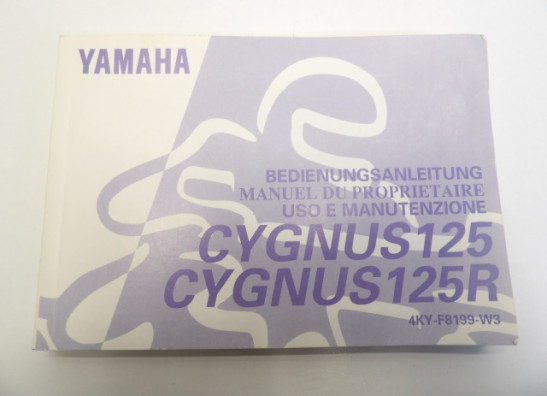 YAMAHA
BEDIENUNGSANLEITUNG
MANUEL DU PROPRIETAIRE
USO E MANUTENZIONE
CYGNUS125
CYGNUS125R
4KY-F8199-W3